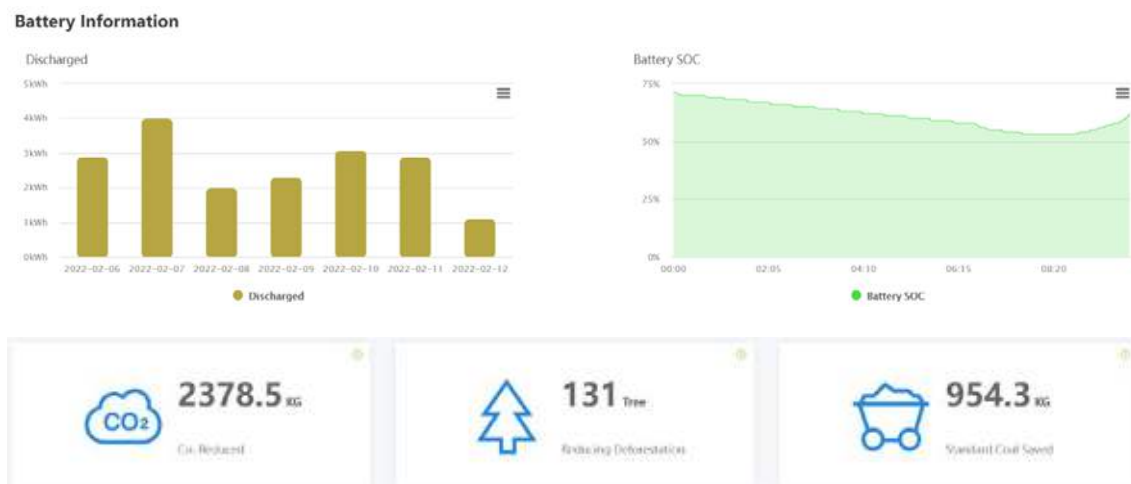 Battery Information
Discharged
Battery SOC
5kWh
4kWh
3kWh
2kWh
1kWh
0kWh
2022-02-06 2022-02-07 2022-02-08 2022-02-09 2022-02-10 2022-02-11 2022-02-12
Discharged
75%
50%
25%
0%
00:00 02:05 04:10 06:15 08:20
Battery SOC
CO2
2378.5 KG
Co₂ Reduced
131 Tree
Reducing Deforestation
954.3 KG
Standard Coal Saved